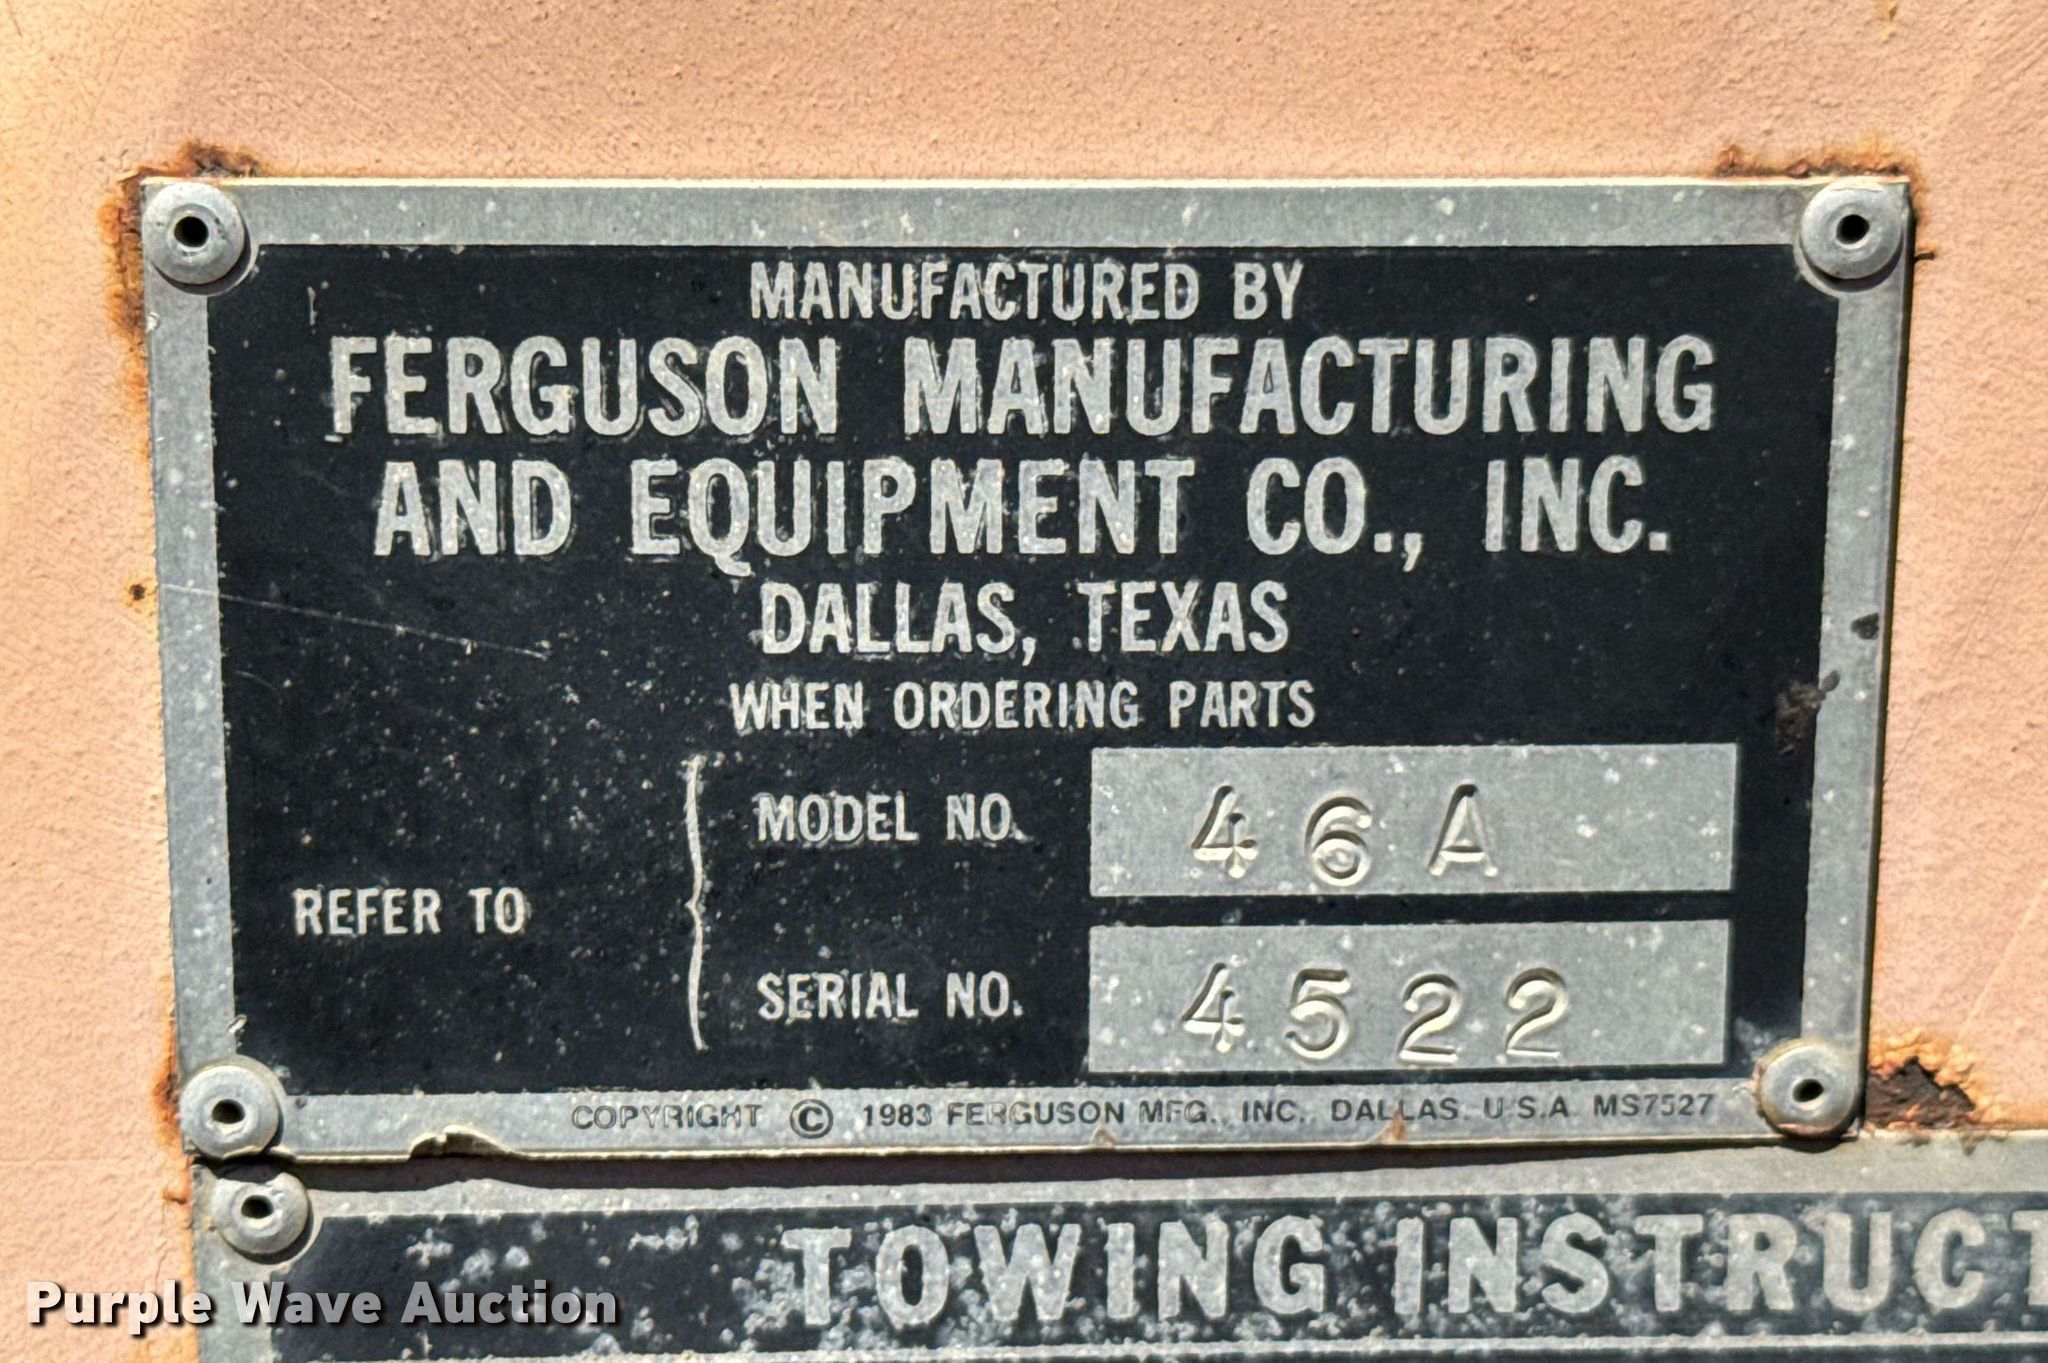 MANUFACTURED BY
FERGUSON MANUFACTURING
AND EQUIPMENT CO., INC.
DALLAS, TEXAS
WHEN ORDERING PARTS
REFER TO
MODEL NO. 46A
SERIAL NO. 4522
COPYRIGHT © 1983 FERGUSON MFG., INC., DALLAS, U.S.A. MS7527
TOWING INSTRUCT
Purple Wave Auction